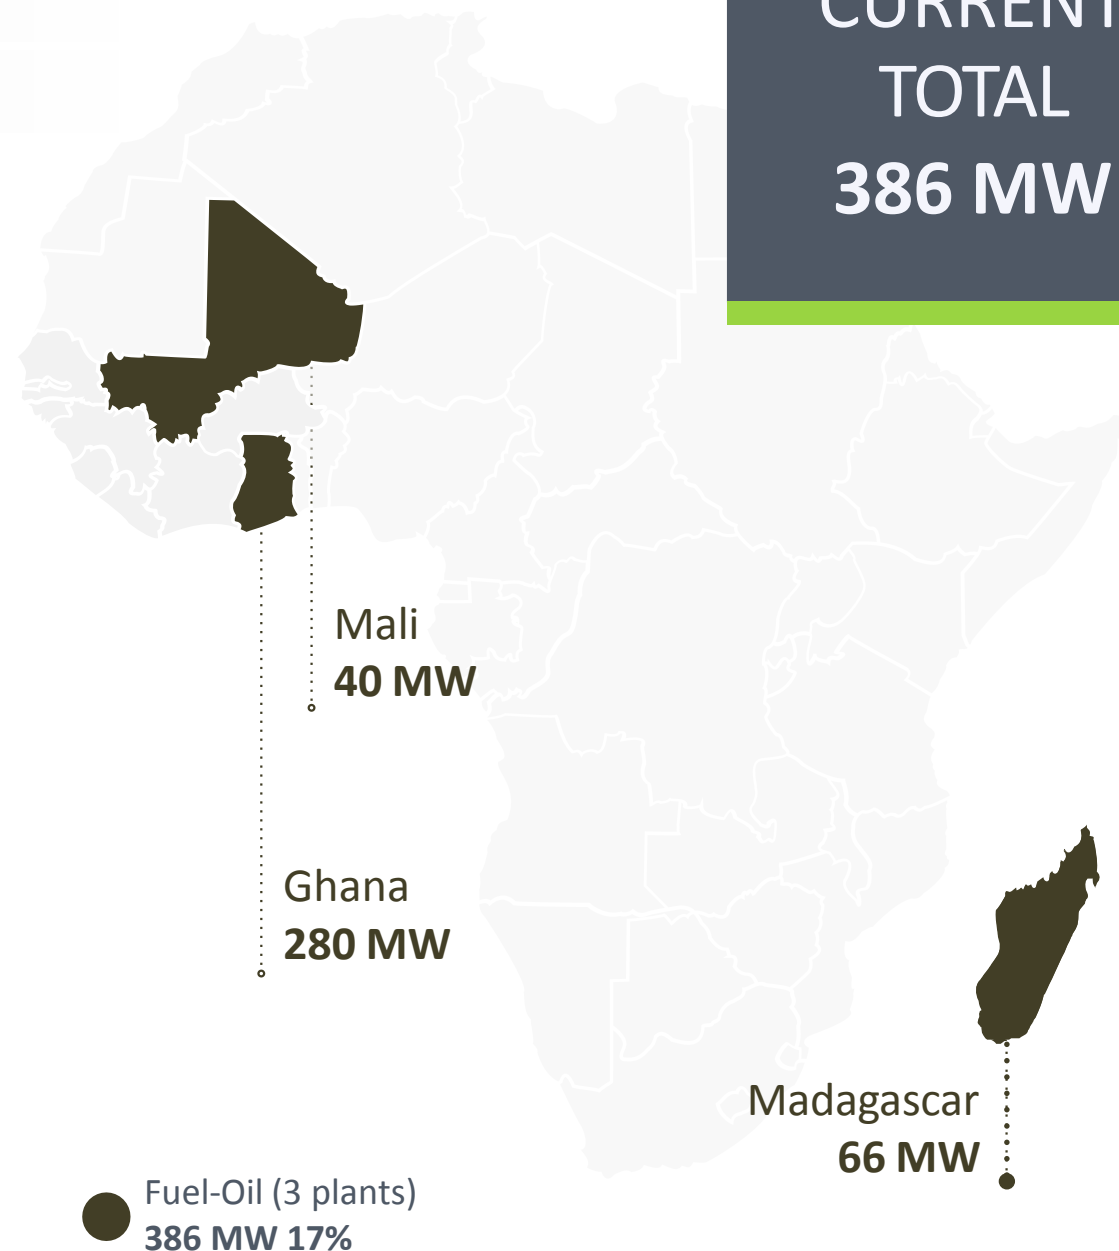 CURRENT
TOTAL
386 MW
Mali
40 MW
Ghana
280 MW
Madagascar
66 MW
Fuel-Oil (3 plants)
386 MW 17%